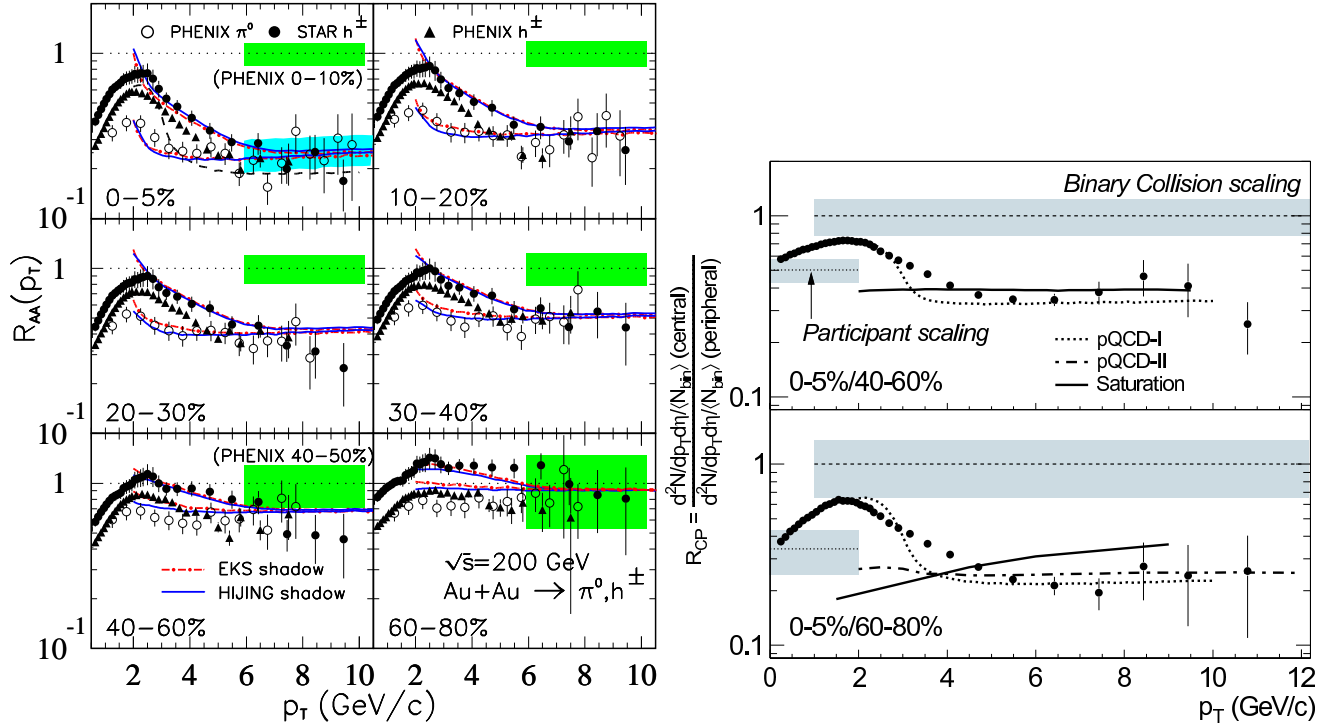 PHENIX π⁰ STAR h± PHENIX h±
1
(PHENIX 0−10%)
0−5%
10−20%
10⁻¹
R_AA(p_T)
1
20−30%
30−40%
10⁻¹
10
(PHENIX 40−50%)
1
√s=200 GeV
Au+Au → π⁰,h±
EKS shadow
HIJING shadow
40−60%
60−80%
10⁻¹
2 4 6 8 10 2 4 6 8 10
p_T (GeV/c)
R_CP = d²N/dp_T dη/⟨N_bin⟩ (central)
d²N/dp_T dη/⟨N_bin⟩ (peripheral)
Binary Collision scaling
1
Participant scaling
pQCD-I
pQCD-II
Saturation
0-5%/40-60%
0.1
1
0-5%/60-80%
0.1
0 2 4 6 8 10 12
p_T (GeV/c)